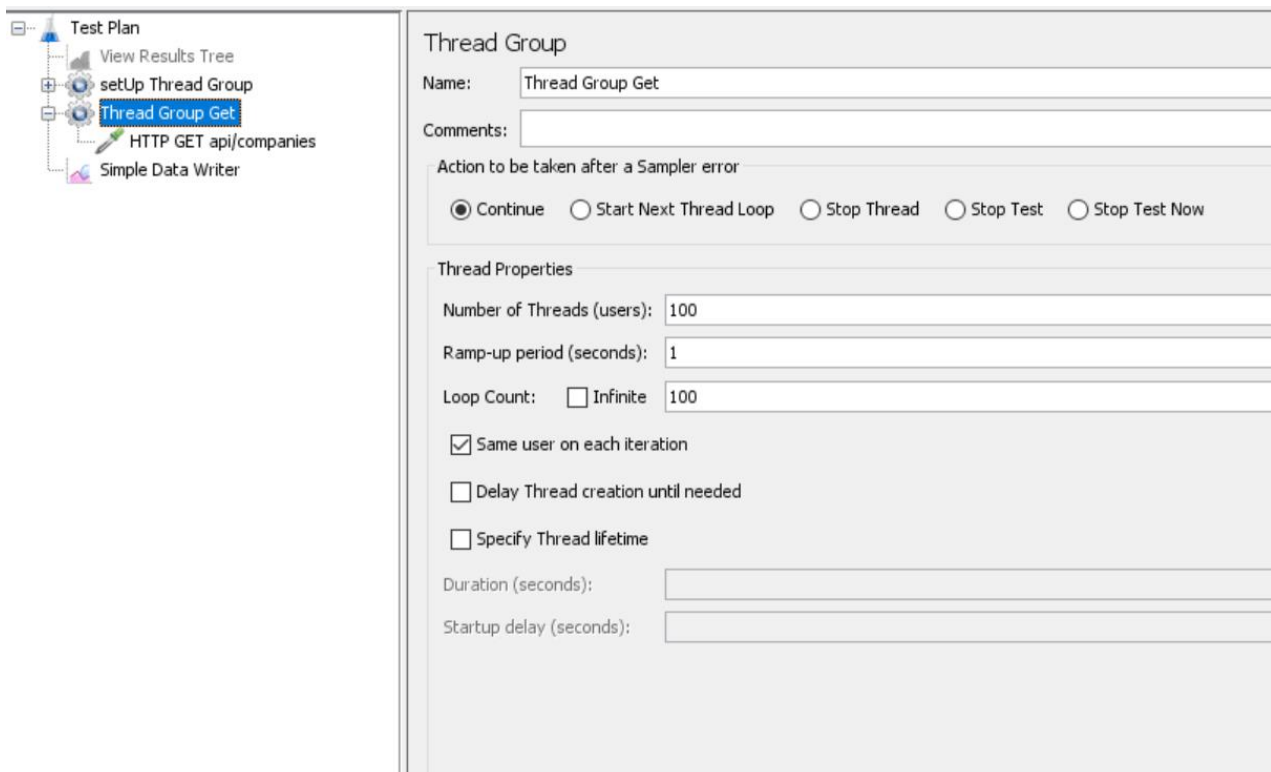 Test Plan
View Results Tree
setUp Thread Group
Thread Group Get
HTTP GET api/companies
Simple Data Writer
Thread Group
Name: Thread Group Get
Comments:
Action to be taken after a Sampler error
Continue Start Next Thread Loop Stop Thread Stop Test Stop Test Now
Thread Properties
Number of Threads (users): 100
Ramp-up period (seconds): 1
Loop Count: Infinite 100
Same user on each iteration
Delay Thread creation until needed
Specify Thread lifetime
Duration (seconds):
Startup delay (seconds):